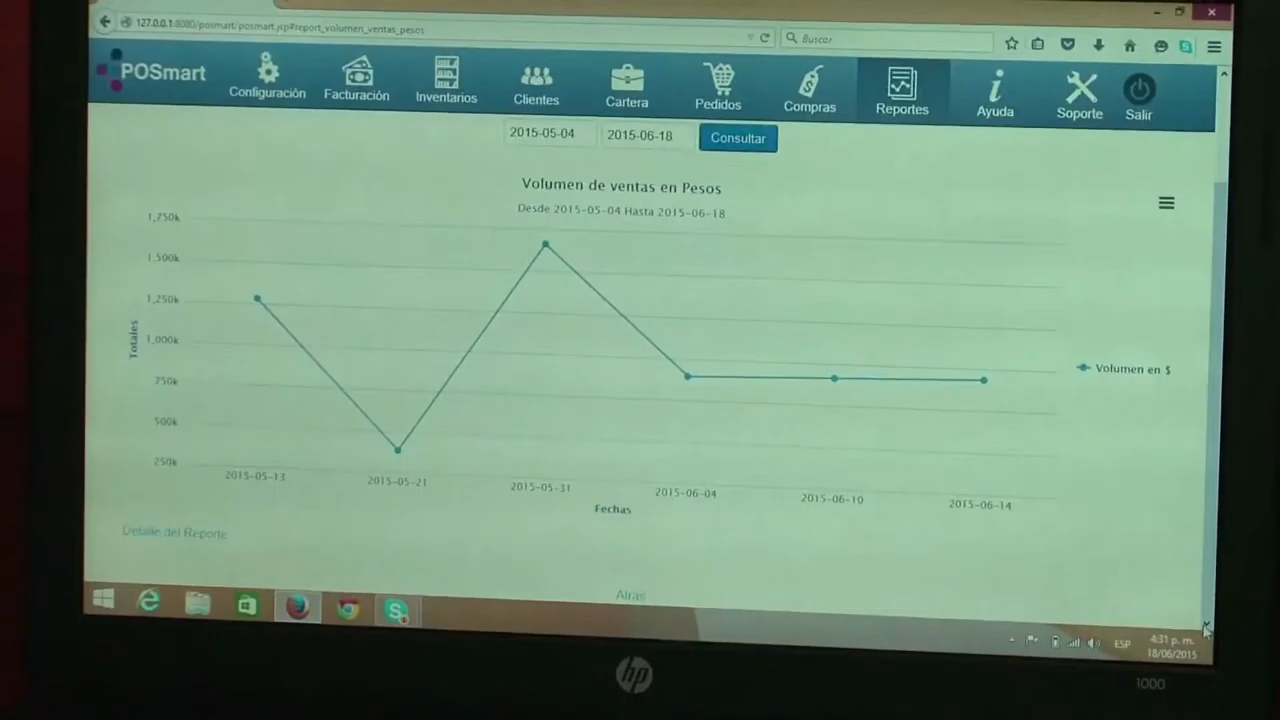 127.0.0.1:8080/posmart/posmart.jsp#report_volumen_ventas_pesos
Buscar
POSmart
Configuración
Facturación
Inventarios
Clientes
Cartera
Pedidos
Compras
Reportes
Ayuda
Soporte
Salir
2015-05-04
2015-06-18
Consultar
Volumen de ventas en Pesos
Desde 2015-05-04 Hasta 2015-06-18
1,750k
1,500k
1,250k
1,000k
750k
500k
250k
Totales
Volumen en $
2015-05-13
2015-05-21
2015-05-31
2015-06-04
2015-06-10
2015-06-14
Fechas
Detalle del Reporte
Atras
ESP
4:31 p. m.
18/06/2015
hp
1000